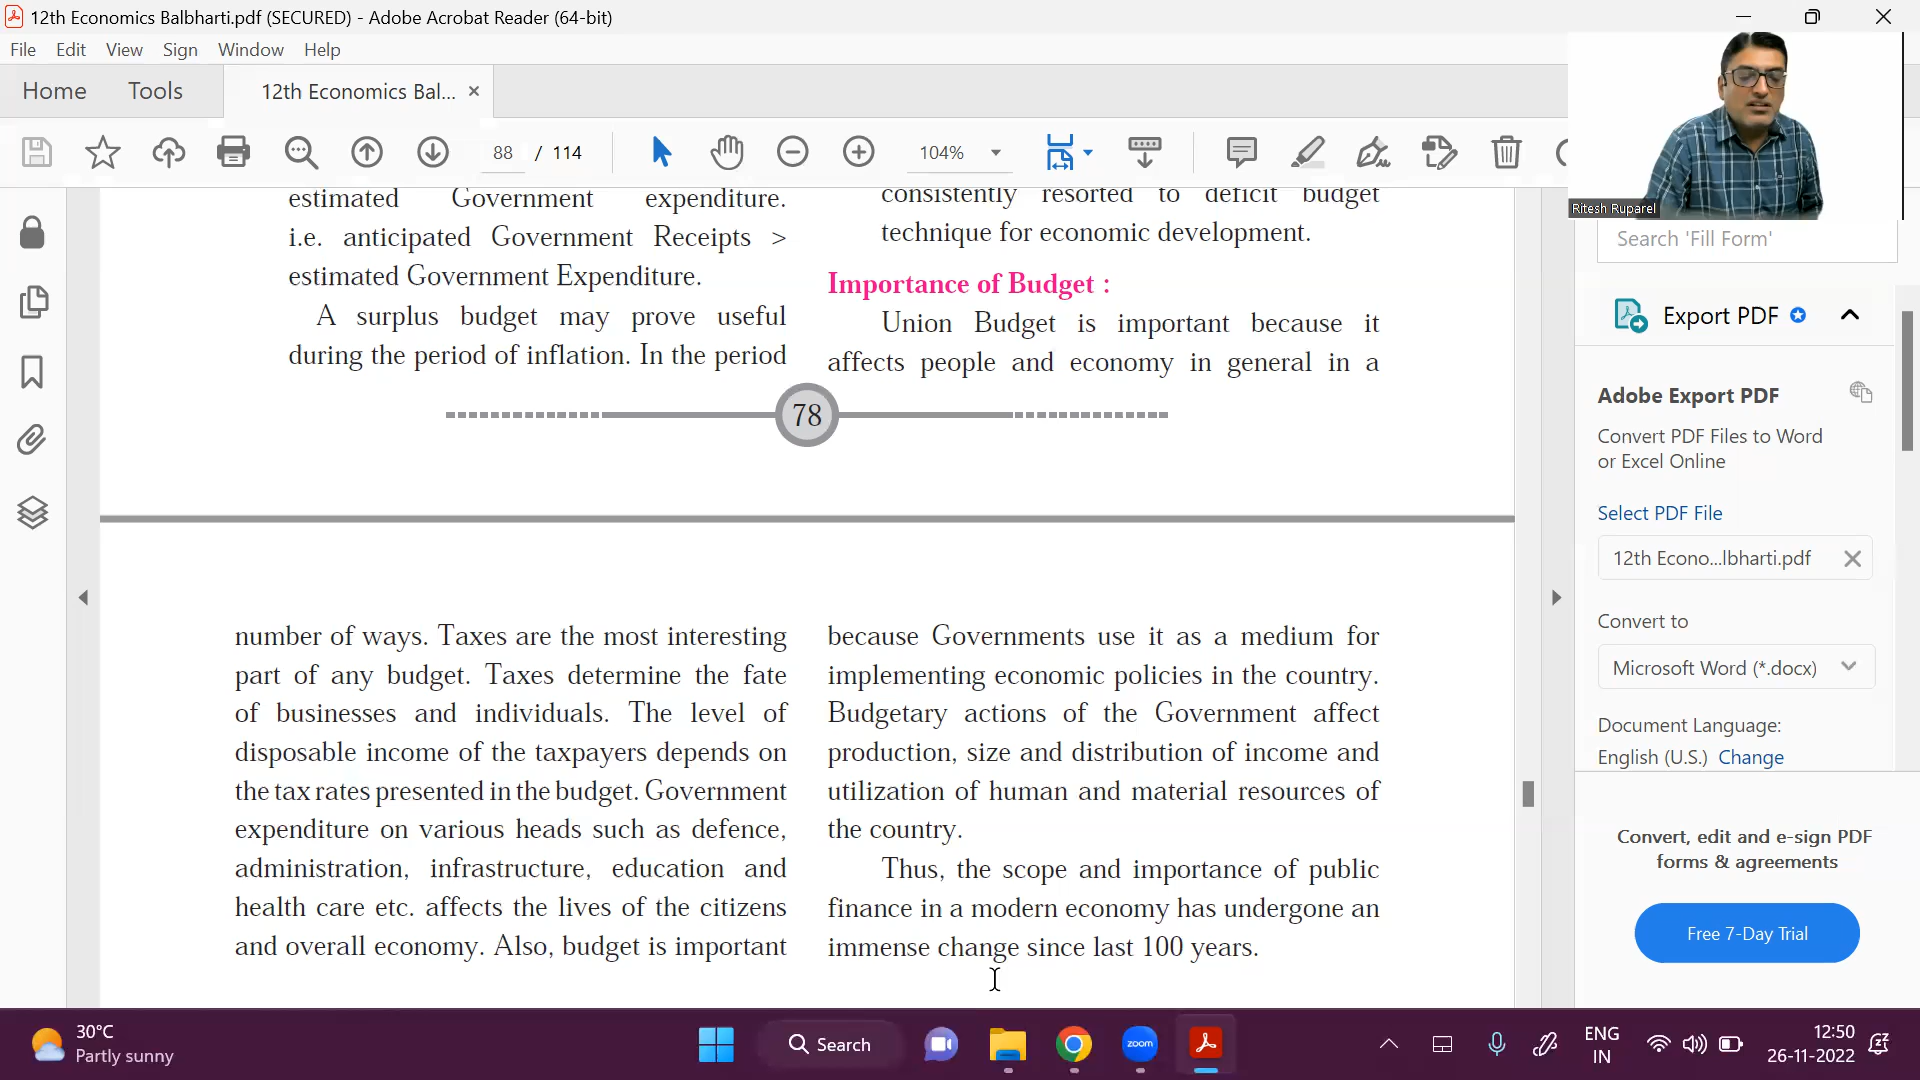 12th Economics Balbharti.pdf (SECURED) - Adobe Acrobat Reader (64-bit)
File Edit View Sign Window Help
Home Tools 12th Economics Bal... ×
88 / 114 104%
Ritesh Ruparel
estimated Government expenditure.
i.e. anticipated Government Receipts >
estimated Government Expenditure.
A surplus budget may prove useful
during the period of inflation. In the period
consistently resorted to deficit budget
technique for economic development.
Importance of Budget :
Union Budget is important because it
affects people and economy in general in a
78
number of ways. Taxes are the most interesting
part of any budget. Taxes determine the fate
of businesses and individuals. The level of
disposable income of the taxpayers depends on
the tax rates presented in the budget. Government
expenditure on various heads such as defence,
administration, infrastructure, education and
health care etc. affects the lives of the citizens
and overall economy. Also, budget is important
because Governments use it as a medium for
implementing economic policies in the country.
Budgetary actions of the Government affect
production, size and distribution of income and
utilization of human and material resources of
the country.
Thus, the scope and importance of public
finance in a modern economy has undergone an
immense change since last 100 years.
Search 'Fill Form'
Export PDF
Adobe Export PDF
Convert PDF Files to Word
or Excel Online
Select PDF File
12th Econo...lbharti.pdf
Convert to
Microsoft Word (*.docx)
Document Language:
English (U.S.) Change
Convert, edit and e-sign PDF
forms & agreements
Free 7-Day Trial
30°C
Partly sunny
Search
zoom
ENG
IN
12:50
26-11-2022